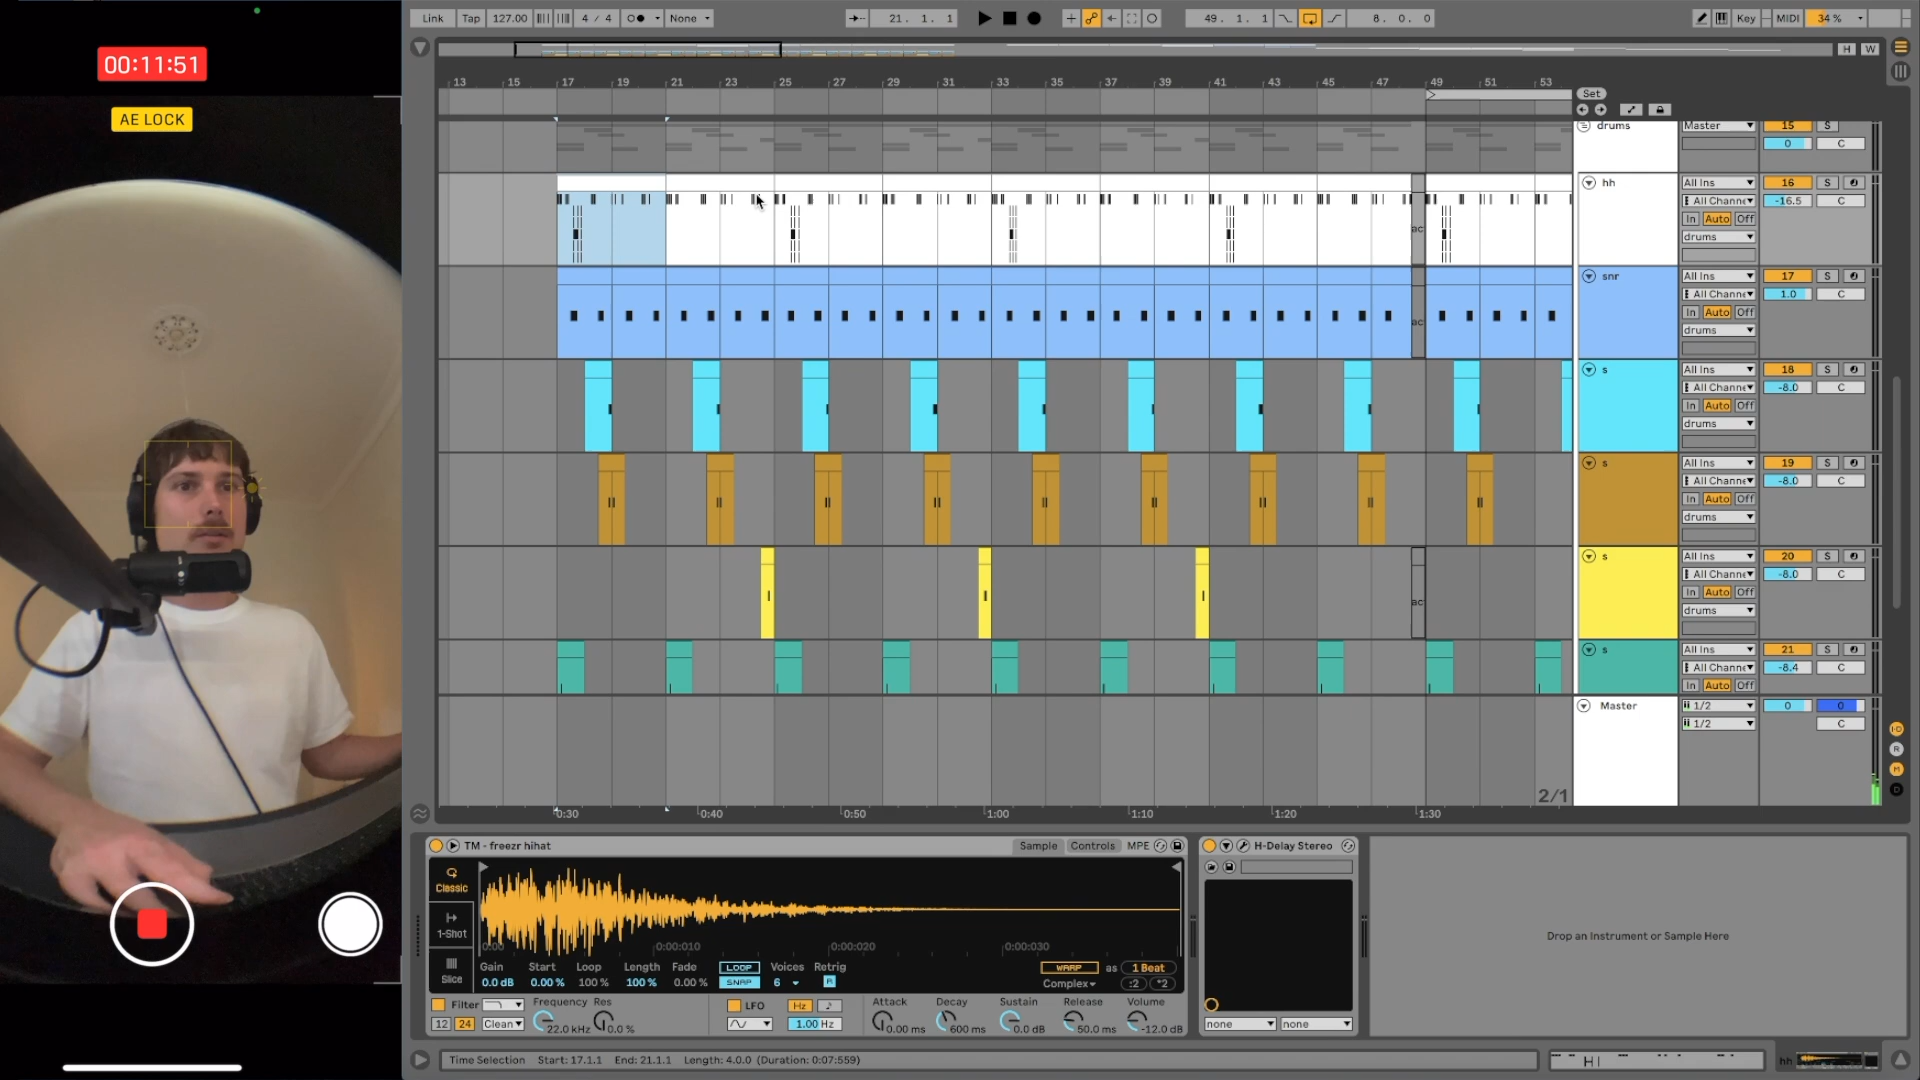 00:11:51
AE LOCK
Link Tap 127.00 4 / 4 None 21. 1. 1 49. 1. 1 8. 0. 0 Key MIDI 34 %
H W
13 15 17 19 21 23 25 27 29 31 33 35 37 39 41 43 45 47 49 51 53
Set
drums Master 15 S
0 C
hh All Ins 16 S
All Channe -16.5 C
In Auto Off
drums
snr All Ins 17 S
All Channe 1.0 C
In Auto Off
drums
s All Ins 18 S
All Channe -8.0 C
In Auto Off
drums
s All Ins 19 S
All Channe -8.0 C
In Auto Off
drums
s All Ins 20 S
All Channe -8.0 C
In Auto Off
drums
s All Ins 21 S
All Channe -8.4 C
In Auto Off
Master 1/2 0 0
1/2 C
2/1
0:30 0:40 0:50 1:00 1:10 1:20 1:30
TM - freezr hihat Sample Controls MPE
H-Delay Stereo
Classic
1-Shot
Slice
0:00 0:00:010 0:00:020 0:00:030
Gain Start Loop Length Fade LOOP Voices Retrig WARP as 1 Beat
0.0 dB 0.00 % 100 % 100 % 0.00 % SNAP 6 R Complex :2 *2
Filter Frequency Res LFO Hz Attack Decay Sustain Release Volume
12 24 Clean 22.0 kHz 0.0 % 1.00 Hz 0.00 ms 600 ms 0.0 dB 50.0 ms -12.0 dB
none none
Drop an Instrument or Sample Here
Time Selection Start: 17.1.1 End: 21.1.1 Length: 4.0.0 (Duration: 0:07:559)
hh